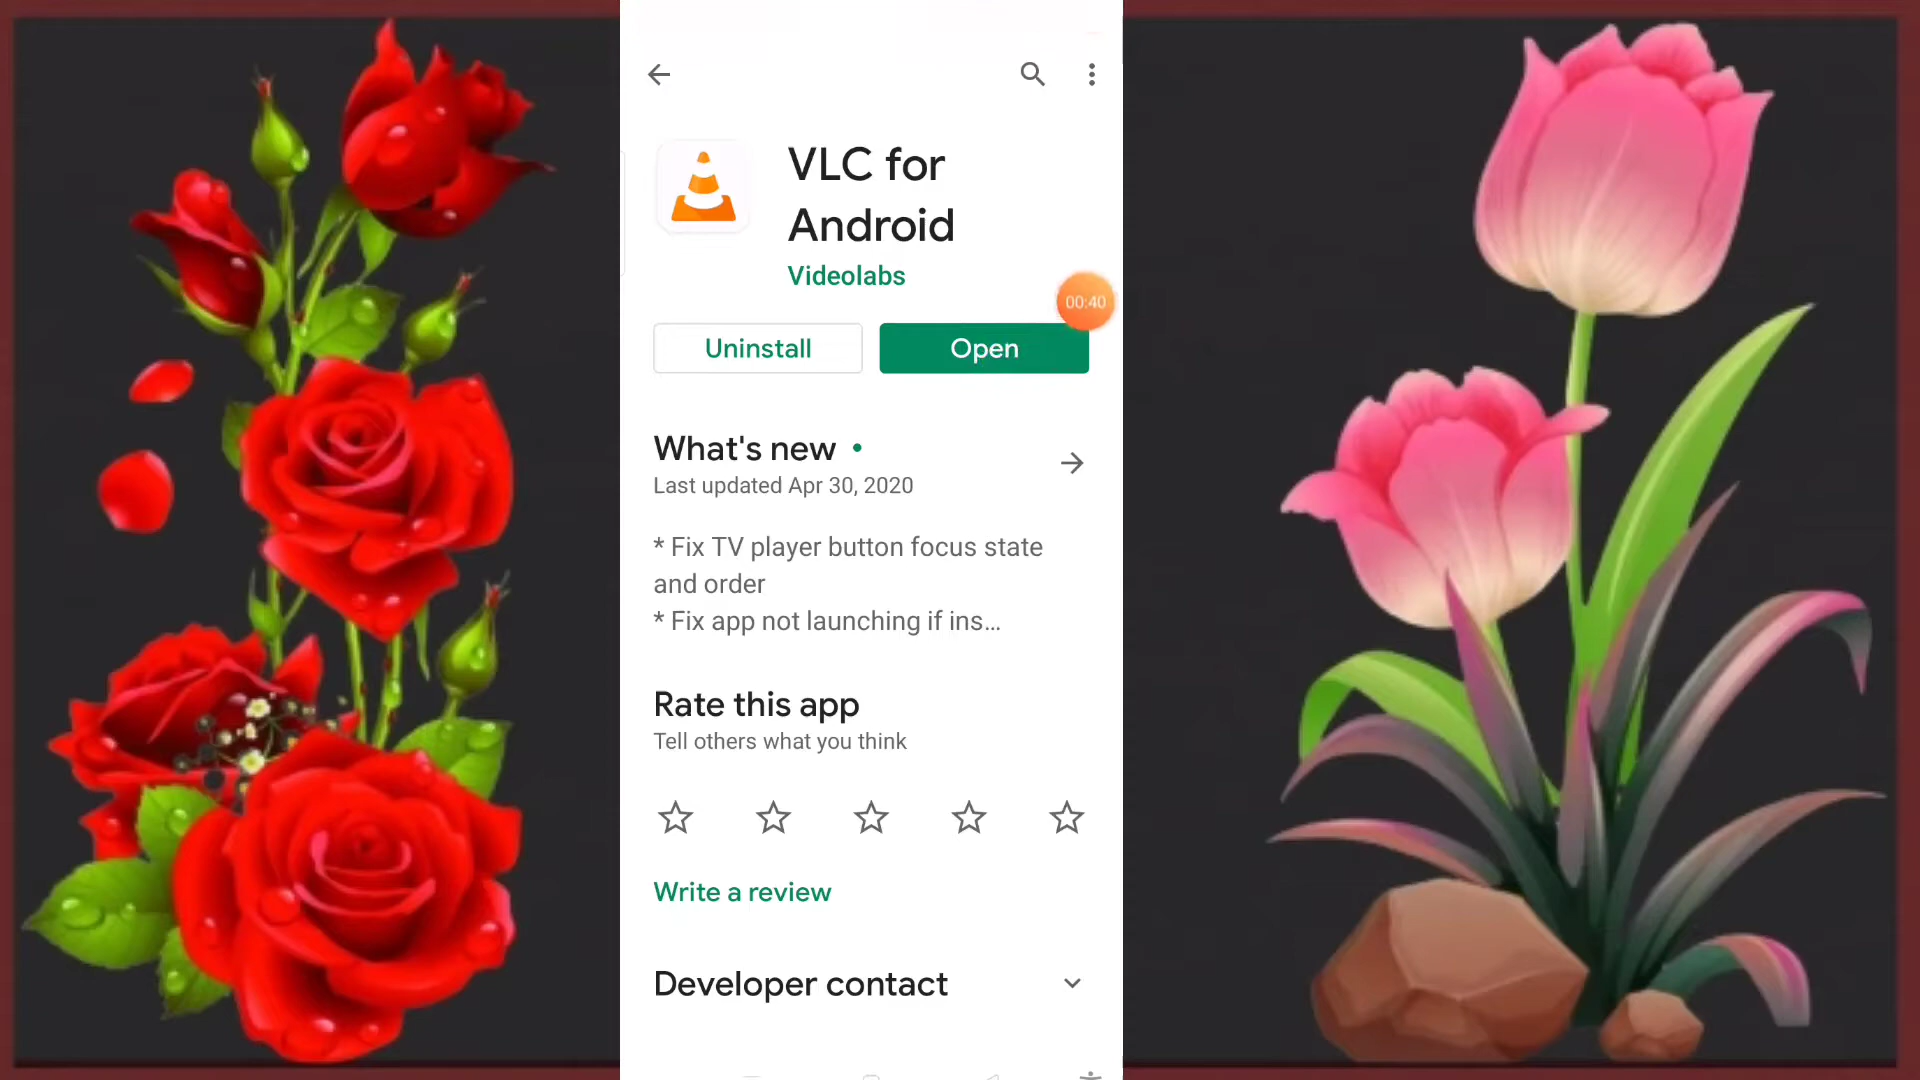 VLC for
Android
Videolabs
00:40
Uninstall
Open
What's new •
Last updated Apr 30, 2020
* Fix TV player button focus state
and order
* Fix app not launching if ins...
Rate this app
Tell others what you think
Write a review
Developer contact